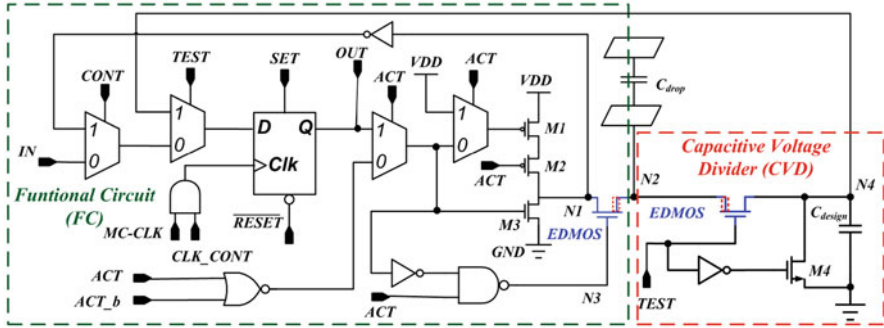 CONT
TEST
SET
OUT
ACT
VDD
ACT
VDD
C_drop
M1
1
0
1
0
D Q
Clk
1
0
1
0
IN
ACT
M2
Funtional Circuit
(FC)
MC-CLK
CLK_CONT
RESET
M3
N1
EDMOS
GND
N2
Capacitive Voltage
Divider (CVD)
N4
EDMOS
C_design
ACT
ACT_b
ACT
N3
TEST
M4